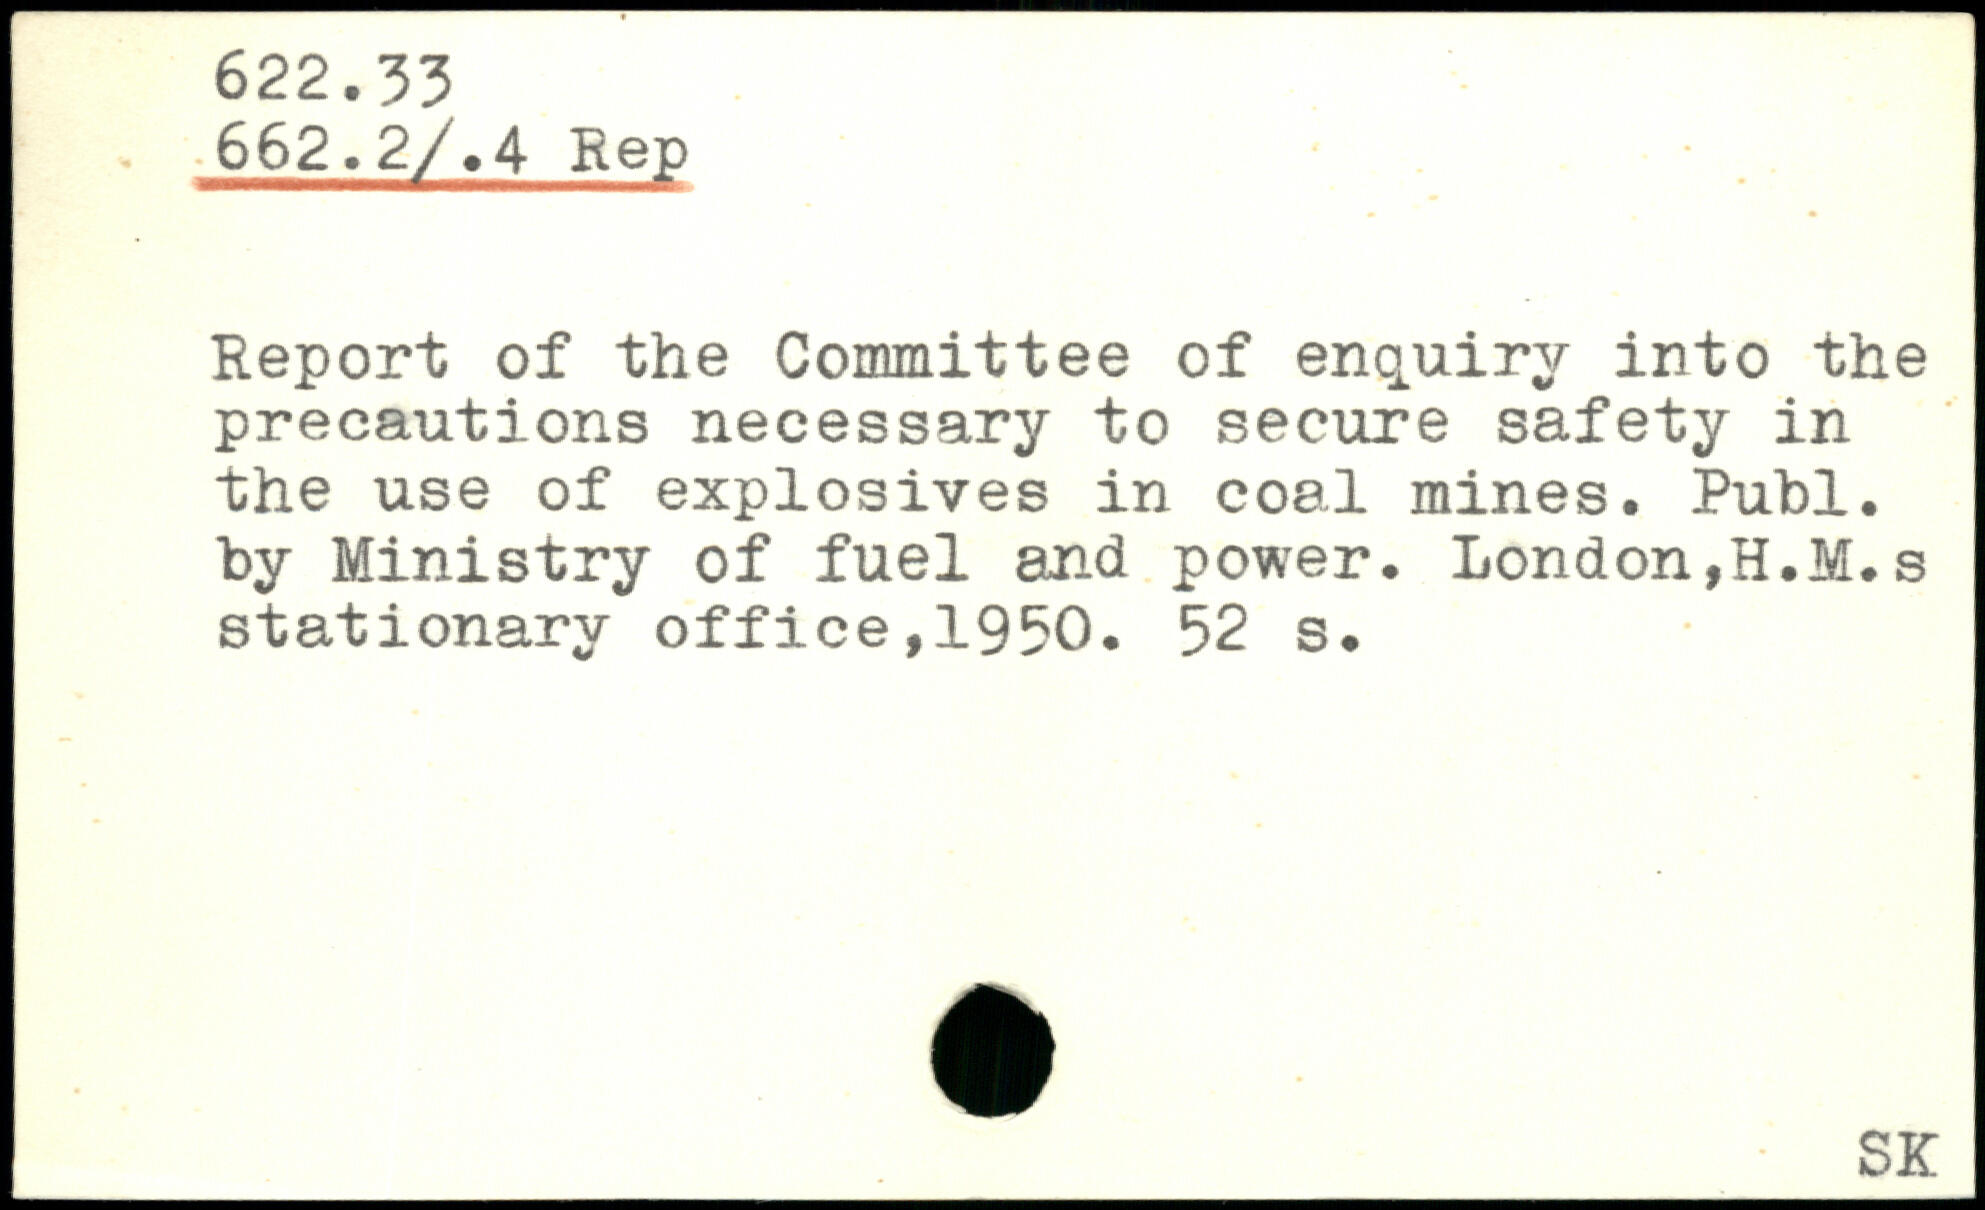 622.33
662.2/.4 Rep
Report of the Committee of enquiry into the
precautions necessary to secure safety in
the use of explosives in coal mines. Publ.
by Ministry of fuel and power. London,H.M.s
stationary office,1950. 52 s.
SK